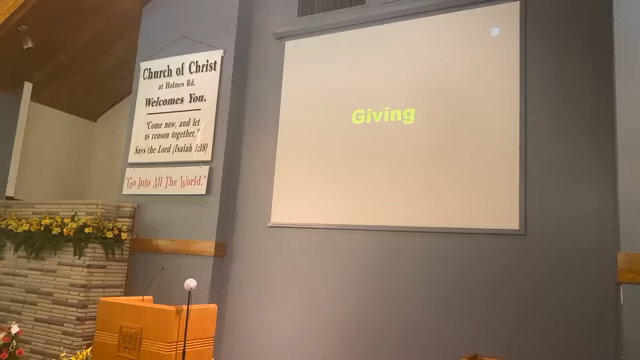 Church of Christ
at Holmes Rd.
Welcomes You.
"Come now, and let
us reason together,"
Says the Lord (Isaiah 1:18)
"Go Into All The World."
Giving